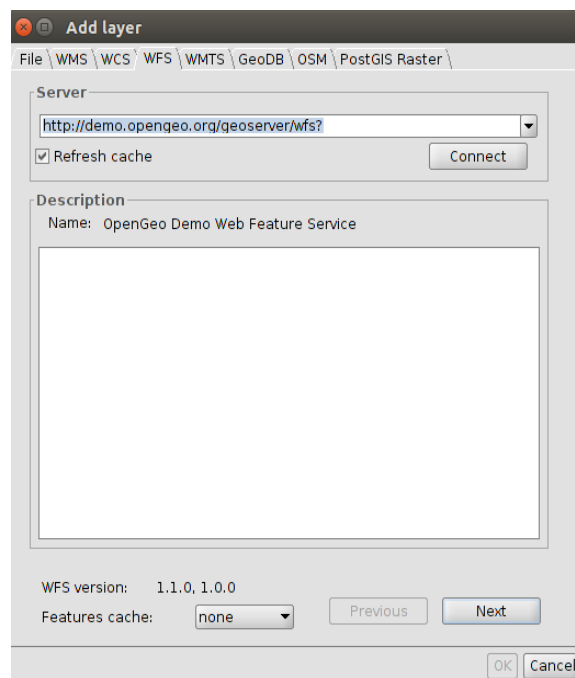 Add layer
File WMS WCS WFS WMTS GeoDB OSM PostGIS Raster
Server
http://demo.opengeo.org/geoserver/wfs?
Refresh cache Connect
Description
Name: OpenGeo Demo Web Feature Service
WFS version: 1.1.0, 1.0.0
Features cache: none Previous Next
OK Cancel